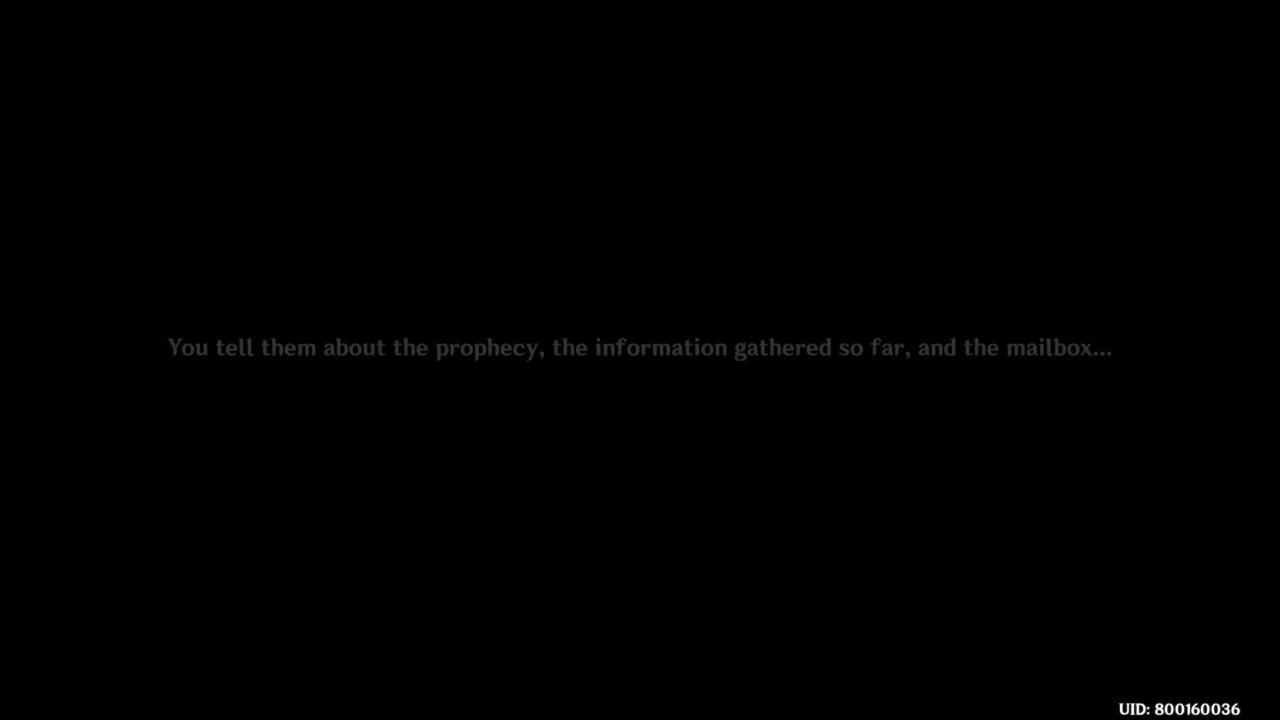 You tell them about the prophecy, the information gathered so far, and the mailbox...
UID: 800160036